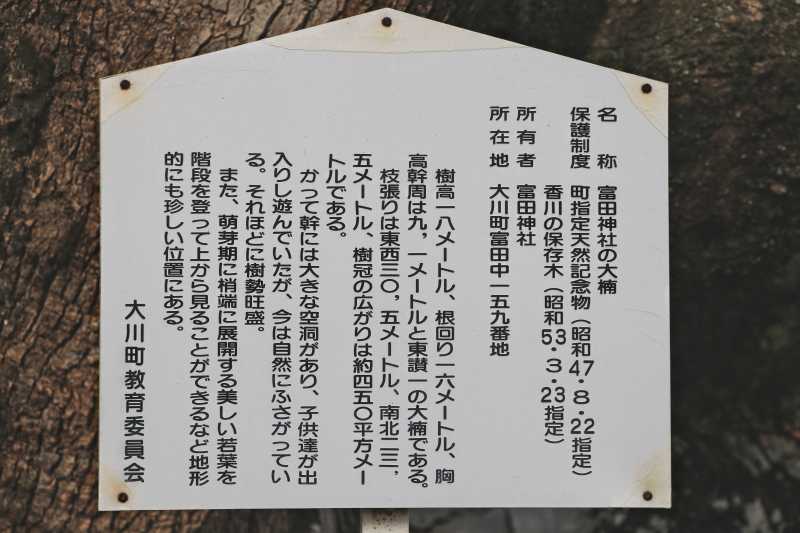 名　称　富田神社の大楠
保護制度　町指定天然記念物（昭和47・8・22指定）
香川の保存木（昭和53・3・23指定）
所有者　富田神社
所在地　大川町富田中一五九番地
樹高一八メートル、根回り一六メートル、胸
高幹周は九，一メートルと東讃一の大楠である。
枝張りは東西三〇，五メートル、南北二三，
五メートル、樹冠の広がりは約四五〇平方メー
トルである。
かって幹には大きな空洞があり、子供達が出
入りし遊んでいたが、今は自然にふさがってい
る。それほどに樹勢旺盛。
また、萌芽期に梢端に展開する美しい若葉を
階段を登って上から見ることができるなど地形
的にも珍しい位置にある。
大川町教育委員会